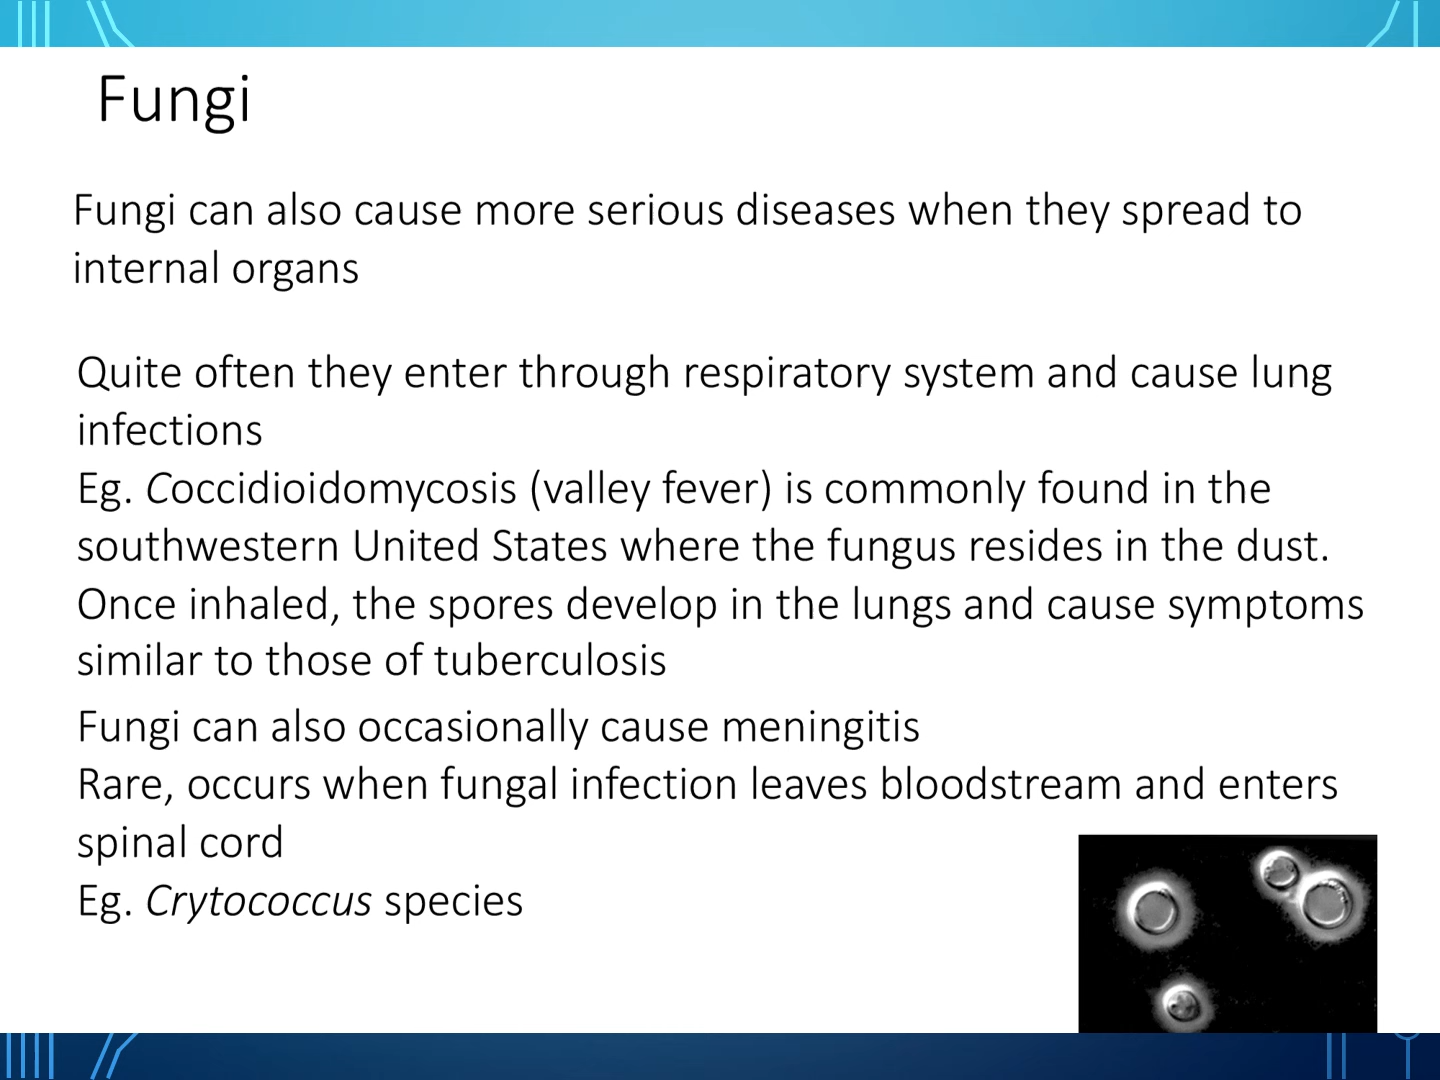 Fungi
Fungi can also cause more serious diseases when they spread to
internal organs
Quite often they enter through respiratory system and cause lung
infections
Eg. Coccidioidomycosis (valley fever) is commonly found in the
southwestern United States where the fungus resides in the dust.
Once inhaled, the spores develop in the lungs and cause symptoms
similar to those of tuberculosis
Fungi can also occasionally cause meningitis
Rare, occurs when fungal infection leaves bloodstream and enters
spinal cord
Eg. Crytococcus species